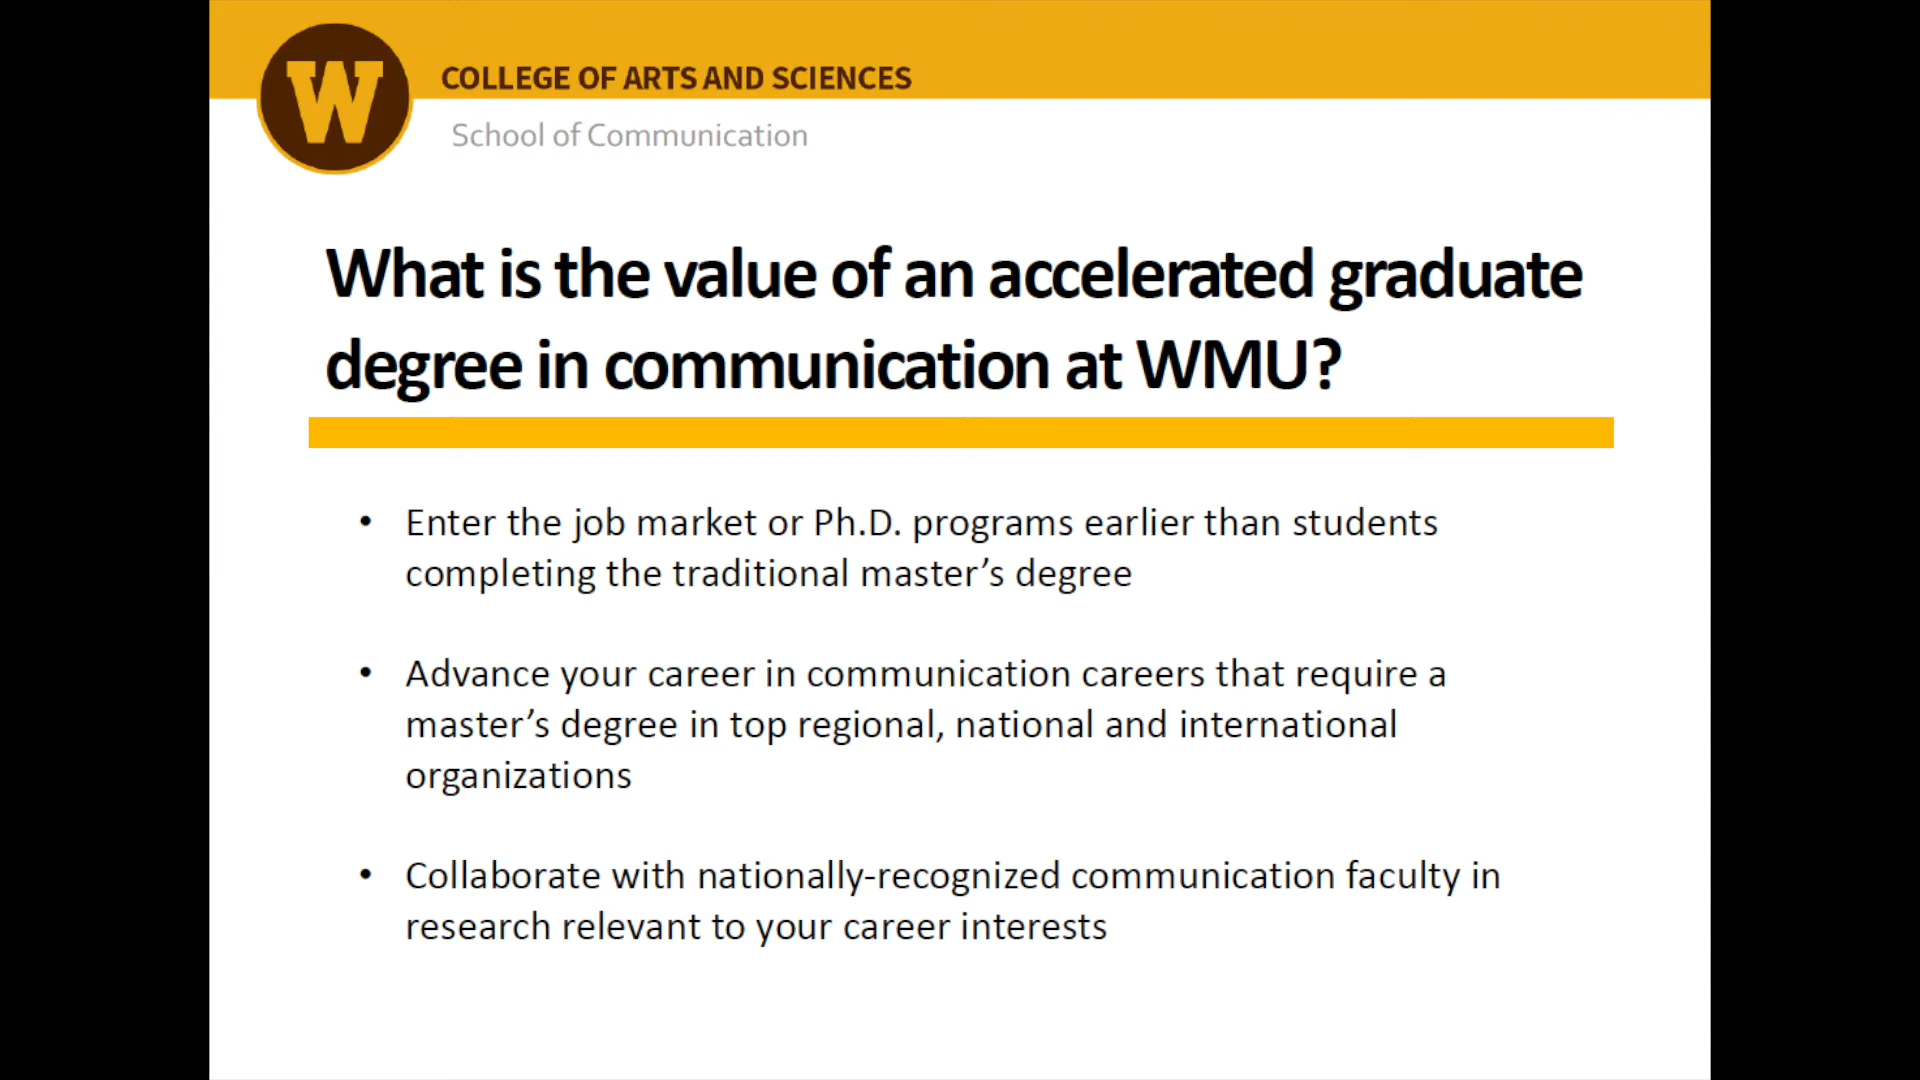 W
COLLEGE OF ARTS AND SCIENCES
School of Communication
What is the value of an accelerated graduate
degree in communication at WMU?
• Enter the job market or Ph.D. programs earlier than students
completing the traditional master’s degree
• Advance your career in communication careers that require a
master’s degree in top regional, national and international
organizations
• Collaborate with nationally-recognized communication faculty in
research relevant to your career interests